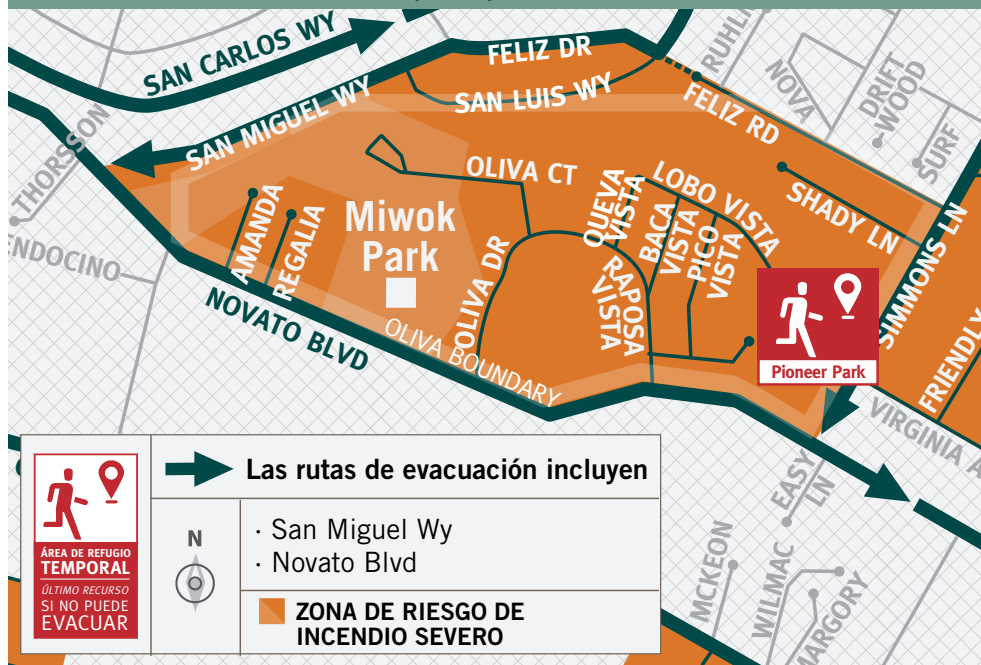 SAN CARLOS WY
FELIZ DR
RUHL
NOVA
DRIFT
WOOD
SURF
SAN MIGUEL WY
SAN LUIS WY
FELIZ RD
THORSSON
OLIVA CT
LOBO VISTA
SHADY LN
ENDOCINO
AMANDA
REGALIA
Miwok
Park
OLIVA DR
QUEVA
VISTA
BACA
VISTA
PICO
VISTA
RAPOSA
VISTA
SIMMONS LN
NOVATO BLVD
OLIVA BOUNDARY
Pioneer Park
FRIENDLY
VIRGINIA A
EASY
LN
MCKEON
WILMAC
MARGORY
Las rutas de evacuación incluyen
N
· San Miguel Wy
· Novato Blvd
ZONA DE RIESGO DE
INCENDIO SEVERO
ÁREA DE REFUGIO
TEMPORAL
ÚLTIMO RECURSO
SI NO PUEDE
EVACUAR